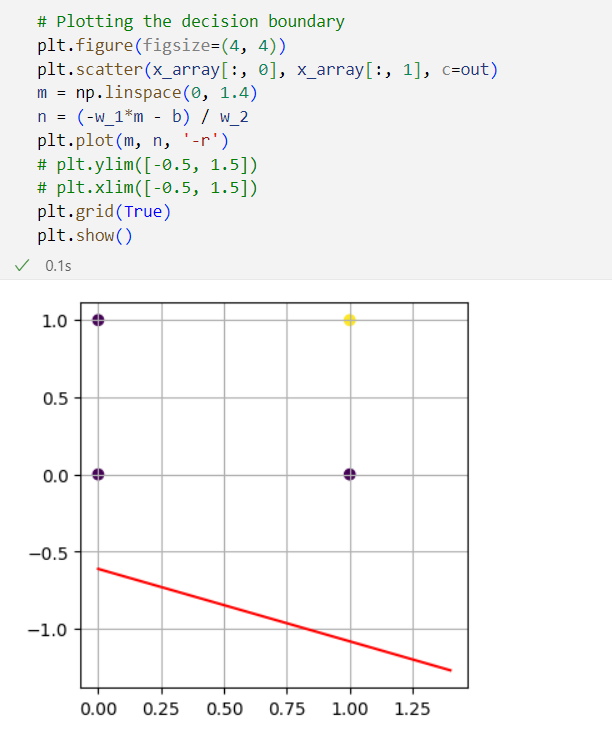 # Plotting the decision boundary
plt.figure(figsize=(4, 4))
plt.scatter(x_array[:, 0], x_array[:, 1], c=out)
m = np.linspace(0, 1.4)
n = (-w_1*m - b) / w_2
plt.plot(m, n, '-r')
# plt.ylim([-0.5, 1.5])
# plt.xlim([-0.5, 1.5])
plt.grid(True)
plt.show()
0.1s
1.0
0.5
0.0
−0.5
−1.0
0.00 0.25 0.50 0.75 1.00 1.25